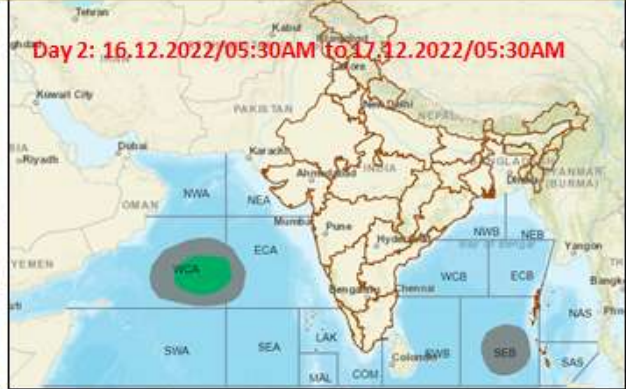 Tehran
Kabul
Day 2: 16.12.2022/05:30AM to 17.12.2022/05:30AM
Kuwait City
PAKISTAN
New Delhi
NEPAL
Dubai
Riyadh
Karachi
Ahmedabad
INDIA
Dhaka
MYANMAR
(BURMA)
OMAN
NWA
NEA
Mumbai
Pune
Hyderabad
NWB
NEB
Yangon
YEMEN
WCA
ECA
WCB
ECB
Bengaluru
Chennai
NAS
SWA
SEA
LAK
Colombo
SWB
SEB
SAS
MAL
COM